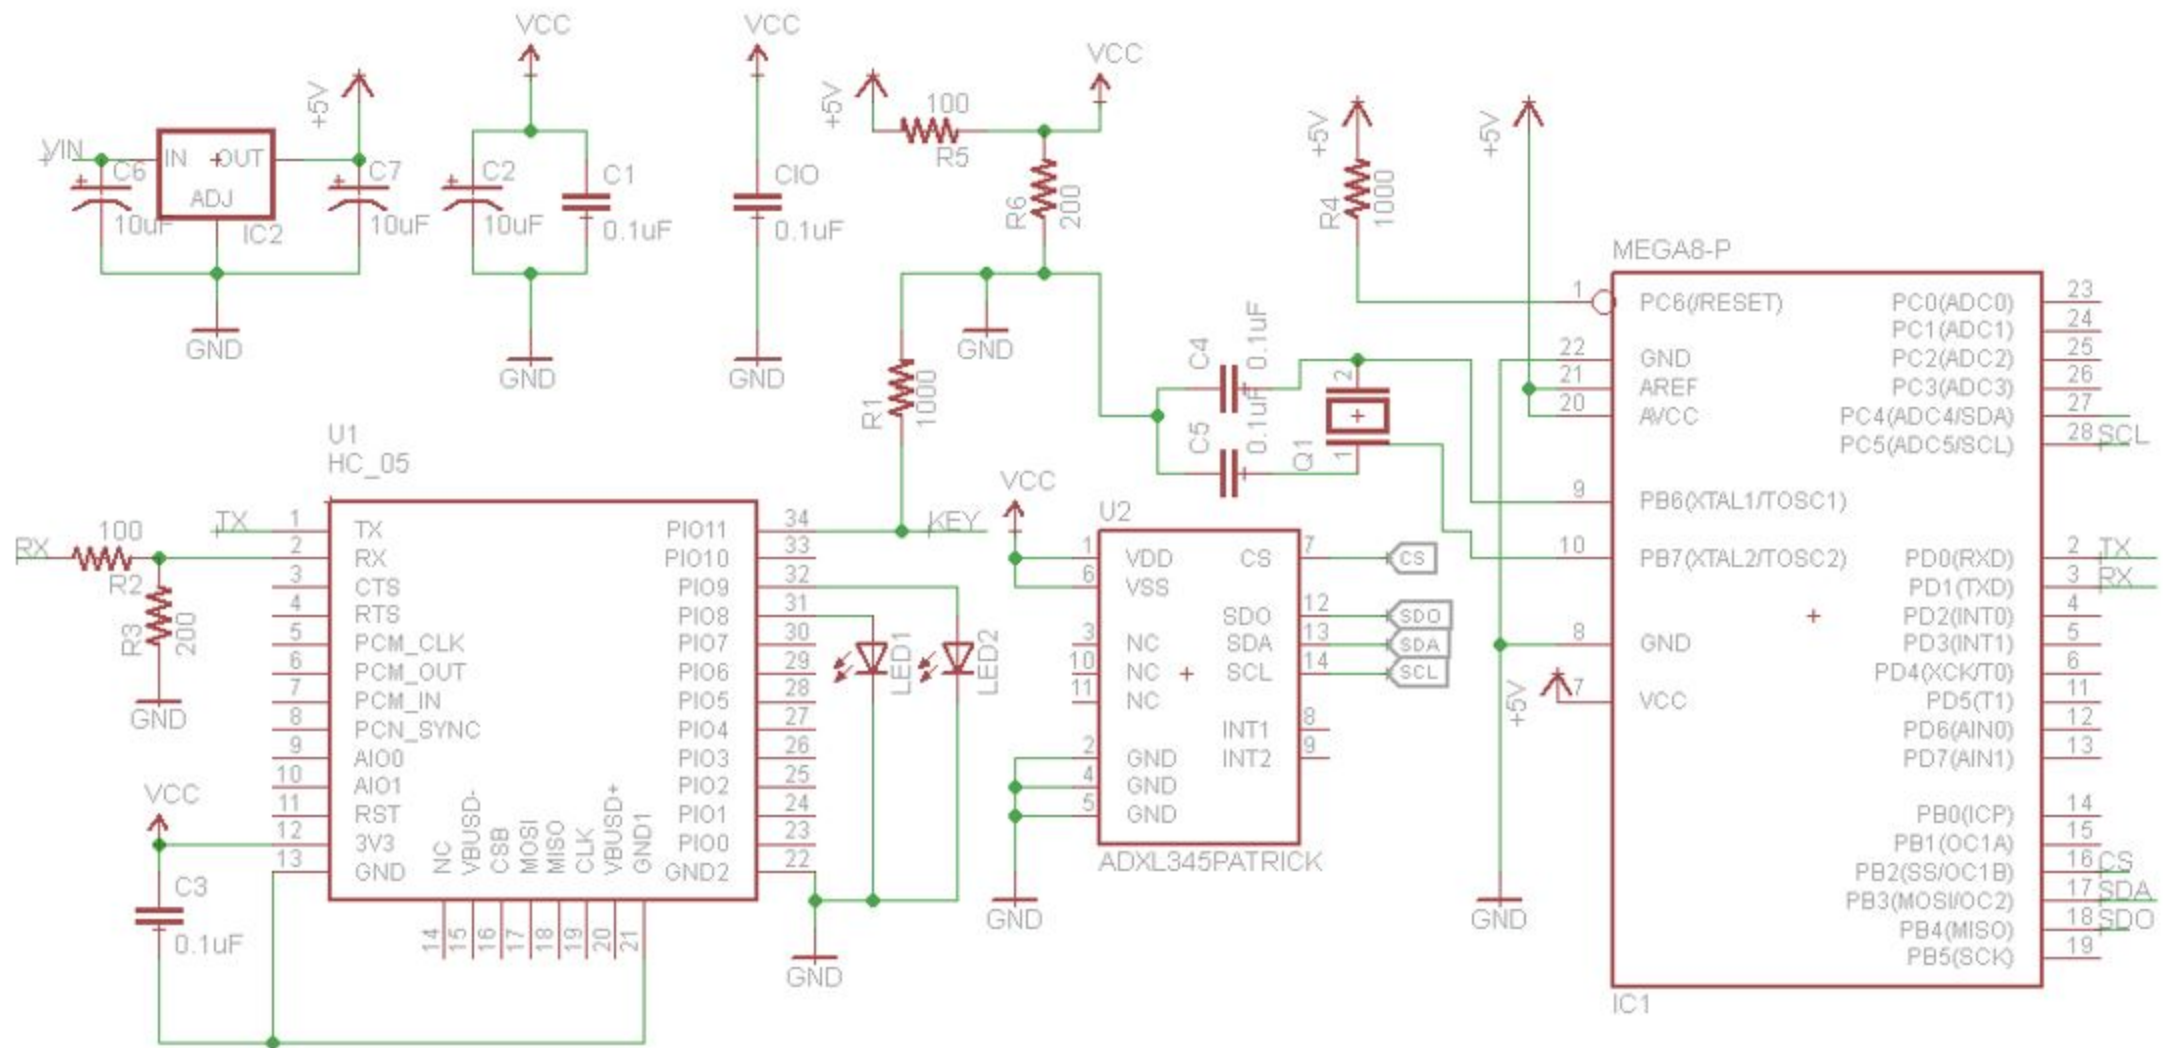 VCC
VCC
VCC
+5V
+5V
+5V
+5V
100
R5
VIN
C6
10uF
IN
OUT
ADJ
IC2
C7
10uF
C2
10uF
C1
0.1uF
CIO
0.1uF
R6
200
R4
1000
GND
GND
GND
GND
MEGA8-P
1
PC6(/RESET)
22
GND
21
AREF
20
AVCC
9
PB6(XTAL1/TOSC1)
10
PB7(XTAL2/TOSC2)
8
GND
+5V
7
VCC
PC0(ADC0)
23
PC1(ADC1)
24
PC2(ADC2)
25
PC3(ADC3)
26
PC4(ADC4/SDA)
27
PC5(ADC5/SCL)
28
SCL
PD0(RXD)
2
TX
PD1(TXD)
3
RX
PD2(INT0)
4
PD3(INT1)
5
PD4(XCK/T0)
6
PD5(T1)
11
PD6(AIN0)
12
PD7(AIN1)
13
PB0(ICP)
14
PB1(OC1A)
15
PB2(SS/OC1B)
16
CS
PB3(MOSI/OC2)
17
SDA
PB4(MISO)
18
SDO
PB5(SCK)
19
IC1
GND
C4
0.1uF
C5
0.1uF
Q1
2
1
R1
1000
U1
HC_05
RX
100
R2
R3
200
GND
TX
1
TX
2
RX
3
CTS
4
RTS
5
PCM_CLK
6
PCM_OUT
7
PCM_IN
8
PCN_SYNC
9
AIO0
10
AIO1
11
RST
12
3V3
13
GND
VCC
C3
0.1uF
NC
VBUSD-
CSB
MOSI
MISO
CLK
VBUSD+
GND1
14
15
16
17
18
19
20
21
PIO11
34
KEY
PIO10
33
PIO9
32
PIO8
31
PIO7
30
PIO6
29
PIO5
28
PIO4
27
PIO3
26
PIO2
25
PIO1
24
PIO0
23
GND2
22
LED1
LED2
GND
VCC
U2
1
VDD
6
VSS
3
NC
10
NC
11
NC
2
GND
4
GND
5
GND
CS
7
CS
SDO
12
SDO
SDA
13
SDA
SCL
14
SCL
INT1
8
INT2
9
ADXL345PATRICK
GND